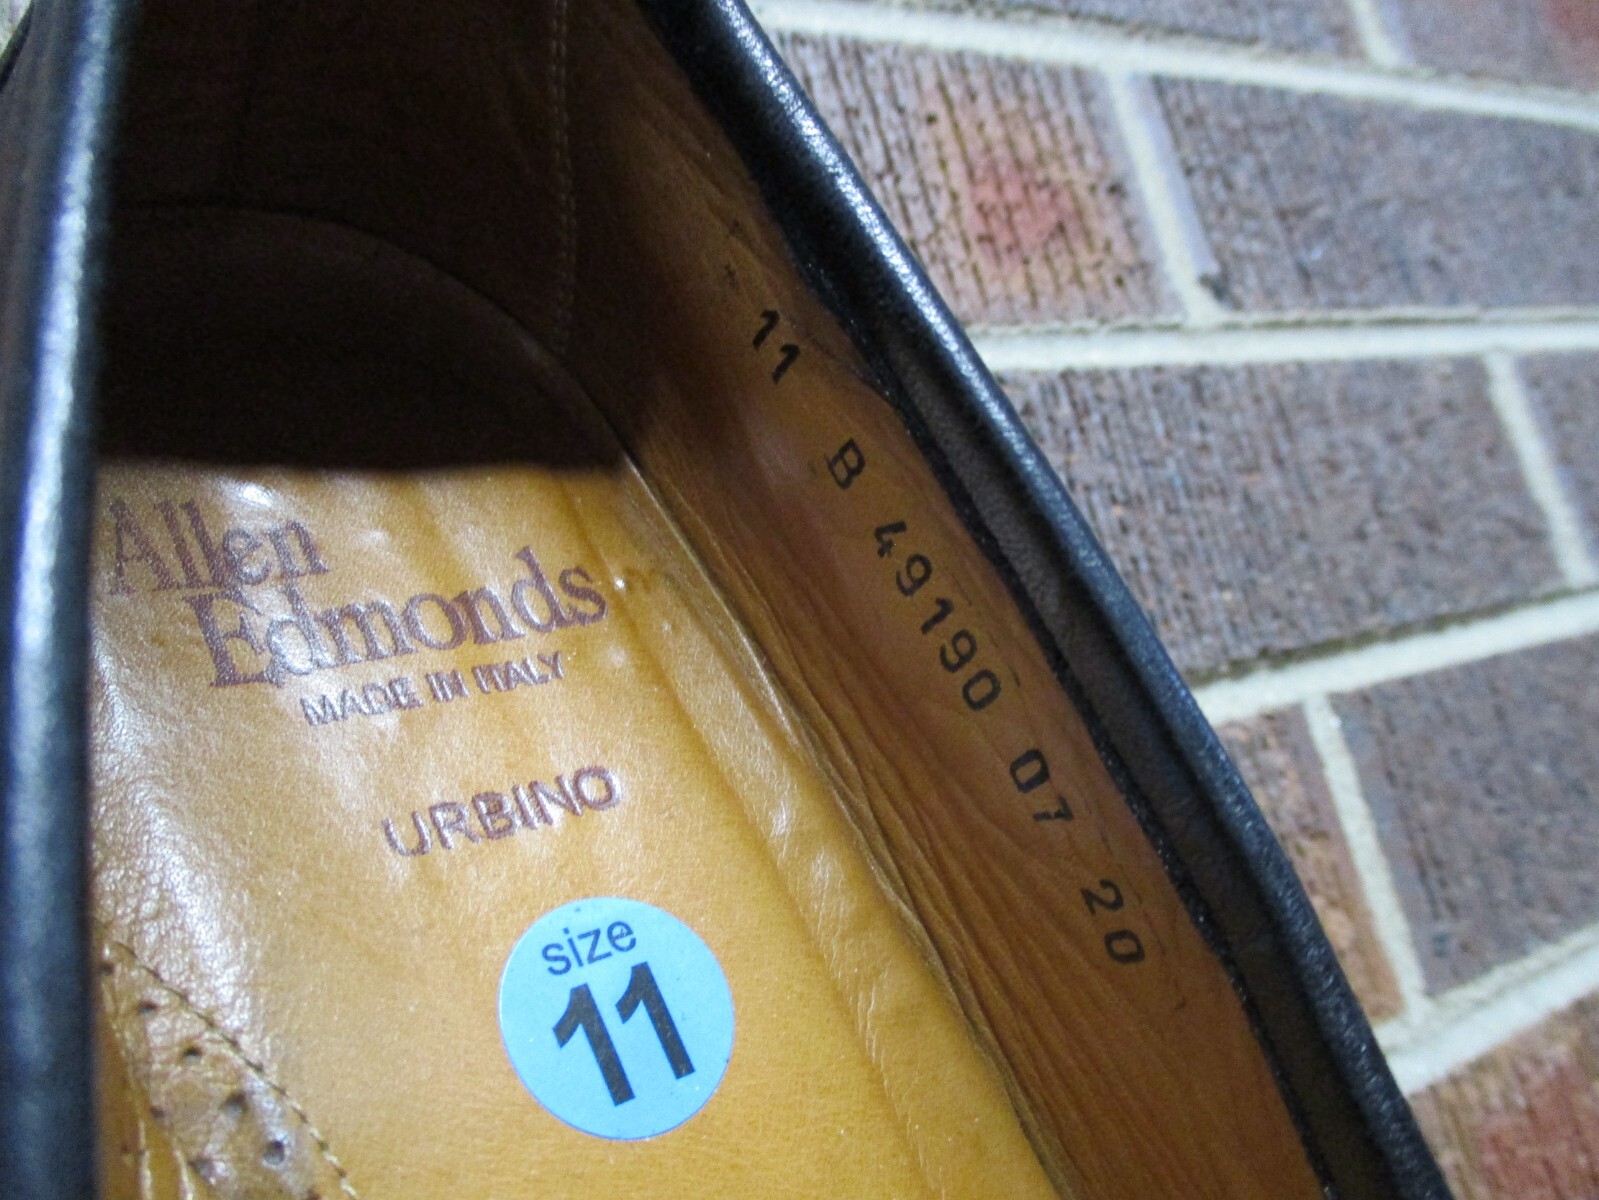 Allen
Edmonds
MADE IN ITALY
URBINO
size
11
11 B 49190 07 20